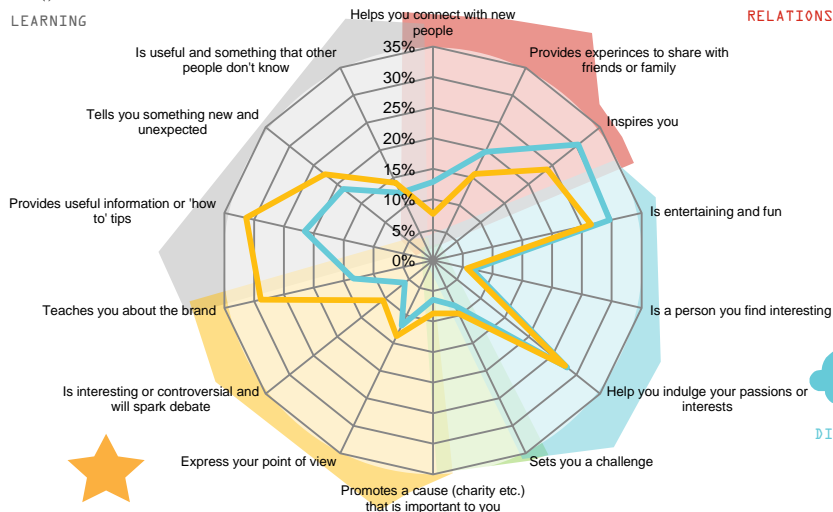 LEARNING
RELATIONS
Helps you connect with new
people
Is useful and something that other
people don't know
Provides experinces to share with
friends or family
Tells you something new and
unexpected
Inspires you
Provides useful information or 'how
to' tips
Is entertaining and fun
Teaches you about the brand
Is a person you find interesting
Is interesting or controversial and
will spark debate
Help you indulge your passions or
interests
Express your point of view
Sets you a challenge
Promotes a cause (charity etc.)
that is important to you
35%
30%
25%
20%
15%
10%
5%
0%
DI